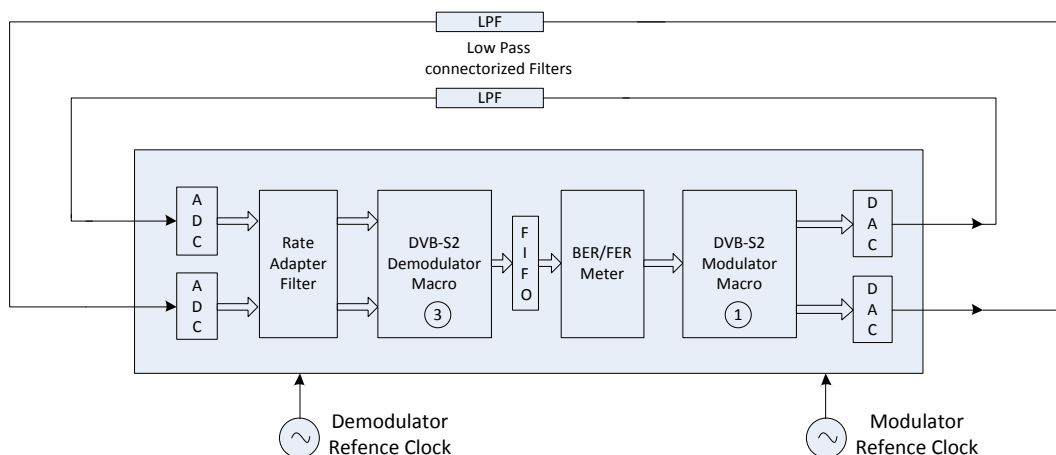 LPF
Low Pass
connectorized Filters
LPF
A
D
C
A
D
C
Rate
Adapter
Filter
DVB-S2
Demodulator
Macro
3
F
I
F
O
BER/FER
Meter
DVB-S2
Modulator
Macro
1
D
A
C
D
A
C
Demodulator
Refence Clock
Modulator
Refence Clock